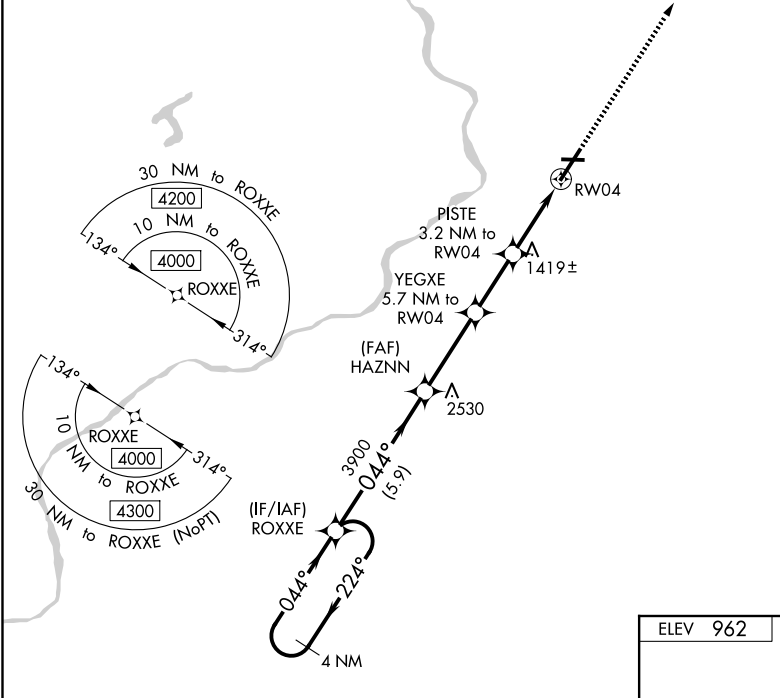 30 NM to ROXXE
4200
10 NM to ROXXE
134°
4000
ROXXE
314°
134°
ROXXE
314°
4000
10 NM to ROXXE
4300
30 NM to ROXXE (NoPT)
RW04
PISTE
3.2 NM to
RW04
1419±
YEGXE
5.7 NM to
RW04
(FAF)
HAZNN
2530
3900
044°
(5.9)
(IF/IAF)
ROXXE
044°
224°
4 NM
ELEV 962